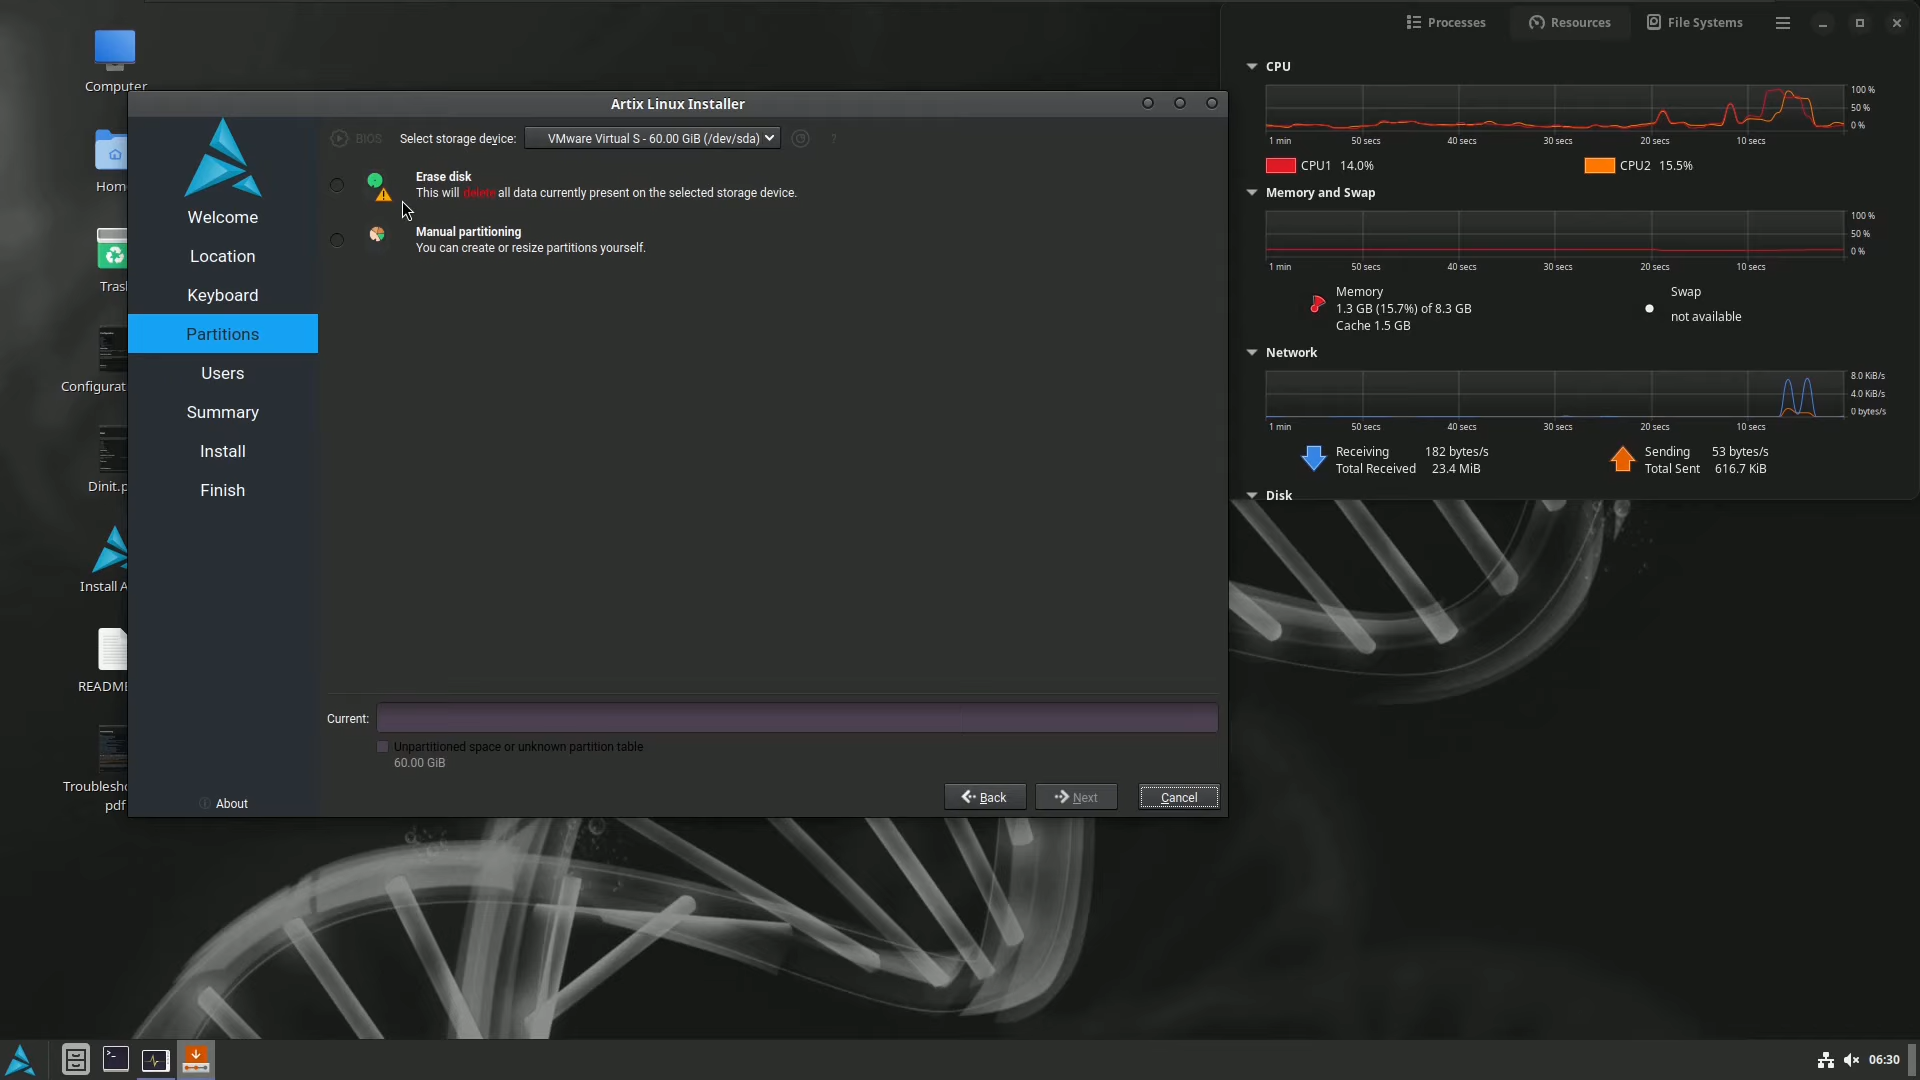 Computer
Home
Trash
Configurat
Dinit.p
Install A
README
Troublesho
pdf
Artix Linux Installer
Welcome
Location
Keyboard
Partitions
Users
Summary
Install
Finish
About
BIOS
Select storage device:
VMware Virtual S - 60.00 GiB (/dev/sda)
?
Erase disk
This will delete all data currently present on the selected storage device.
Manual partitioning
You can create or resize partitions yourself.
Current:
Unpartitioned space or unknown partition table
60.00 GiB
Back
Next
Cancel
Processes
Resources
File Systems
CPU
100 %
50 %
0 %
1 min 50 secs 40 secs 30 secs 20 secs 10 secs
CPU1 14.0%
CPU2 15.5%
Memory and Swap
100 %
50 %
0 %
1 min 50 secs 40 secs 30 secs 20 secs 10 secs
Memory
1.3 GB (15.7%) of 8.3 GB
Cache 1.5 GB
Swap
not available
Network
8.0 KiB/s
4.0 KiB/s
0 bytes/s
1 min 50 secs 40 secs 30 secs 20 secs 10 secs
Receiving 182 bytes/s
Total Received 23.4 MiB
Sending 53 bytes/s
Total Sent 616.7 KiB
Disk
06:30